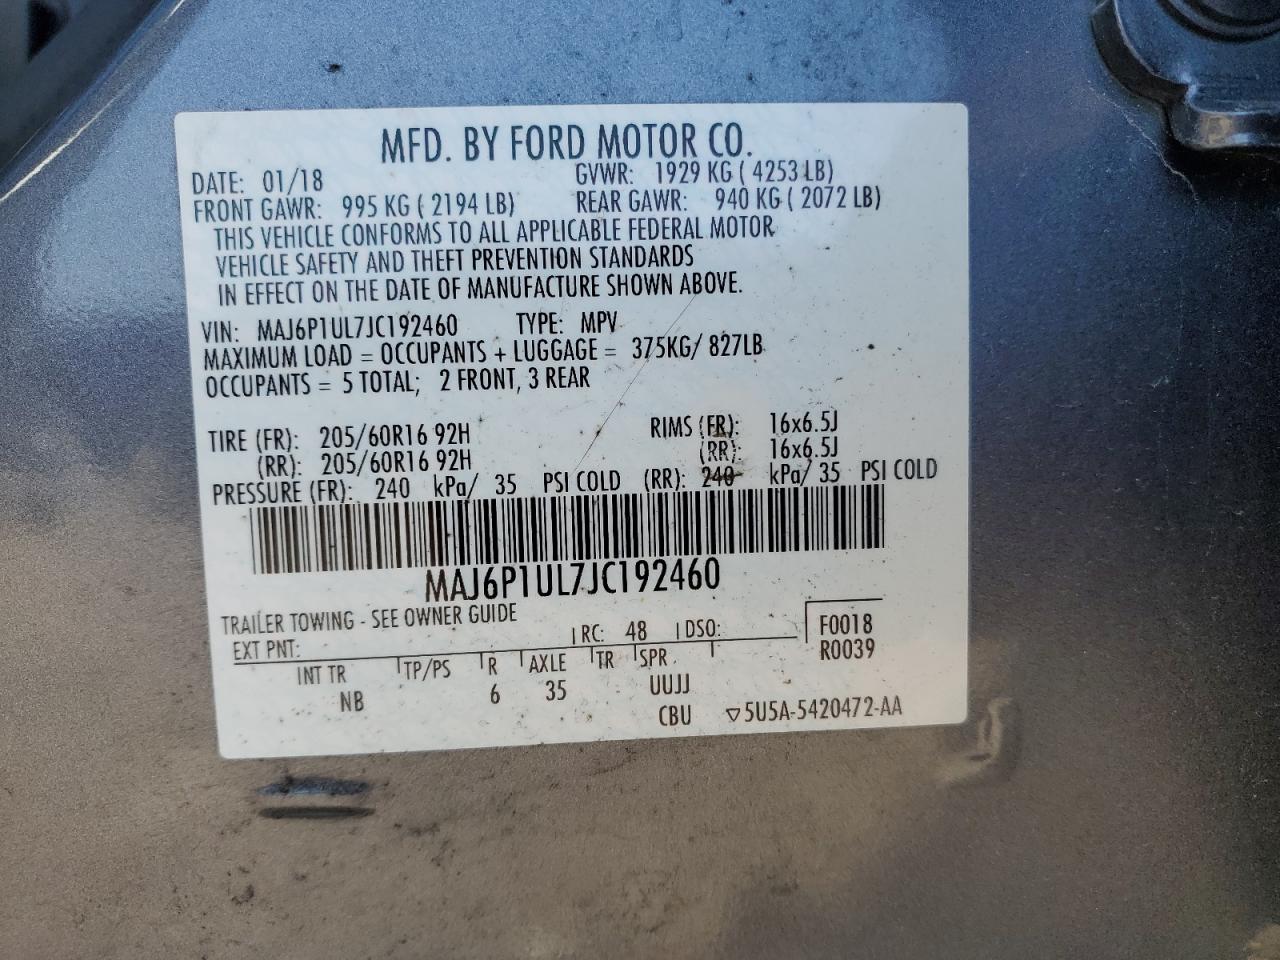 MFD. BY FORD MOTOR CO.
DATE: 01/18 GVWR: 1929 KG ( 4253 LB)
FRONT GAWR: 995 KG ( 2194 LB) REAR GAWR: 940 KG ( 2072 LB)
THIS VEHICLE CONFORMS TO ALL APPLICABLE FEDERAL MOTOR
VEHICLE SAFETY AND THEFT PREVENTION STANDARDS
IN EFFECT ON THE DATE OF MANUFACTURE SHOWN ABOVE.
VIN: MAJ6P1UL7JC192460 TYPE: MPV
MAXIMUM LOAD = OCCUPANTS + LUGGAGE = 375KG/ 827LB
OCCUPANTS = 5 TOTAL; 2 FRONT, 3 REAR
TIRE (FR): 205/60R16 92H RIMS (FR): 16x6.5J
(RR): 205/60R16 92H (RR): 16x6.5J
PRESSURE (FR): 240 kPa/ 35 PSI COLD (RR): 240 kPa/ 35 PSI COLD
MAJ6P1UL7JC192460
TRAILER TOWING - SEE OWNER GUIDE
EXT PNT: RC: 48 DSO: F0018
R0039
INT TR TP/PS R AXLE TR SPR
NB 6 35 UUJJ
CBU ▽5U5A-5420472-AA